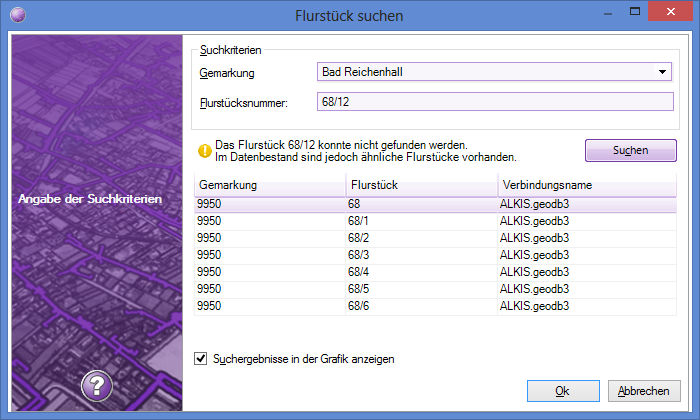 Flurstück suchen
Angabe der Suchkriterien
Suchkriterien
Gemarkung Bad Reichenhall
Flurstücksnummer: 68/12
Das Flurstück 68/12 konnte nicht gefunden werden.
Im Datenbestand sind jedoch ähnliche Flurstücke vorhanden.
Suchen
Gemarkung Flurstück Verbindungsname
9950 68 ALKIS.geodb3
9950 68/1 ALKIS.geodb3
9950 68/2 ALKIS.geodb3
9950 68/3 ALKIS.geodb3
9950 68/4 ALKIS.geodb3
9950 68/5 ALKIS.geodb3
9950 68/6 ALKIS.geodb3
Suchergebnisse in der Grafik anzeigen
?
Ok Abbrechen